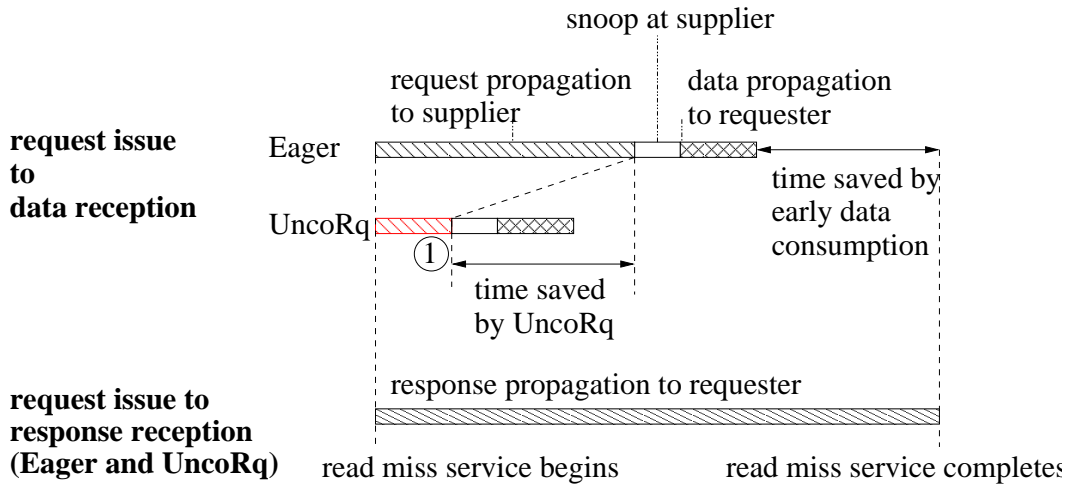 snoop at supplier
request propagation
to supplier
data propagation
to requester
request issue
to
data reception
Eager
time saved by
early data
consumption
UncoRq
1
time saved
by UncoRq
response propagation to requester
request issue to
response reception
(Eager and UncoRq)
read miss service begins
read miss service completes